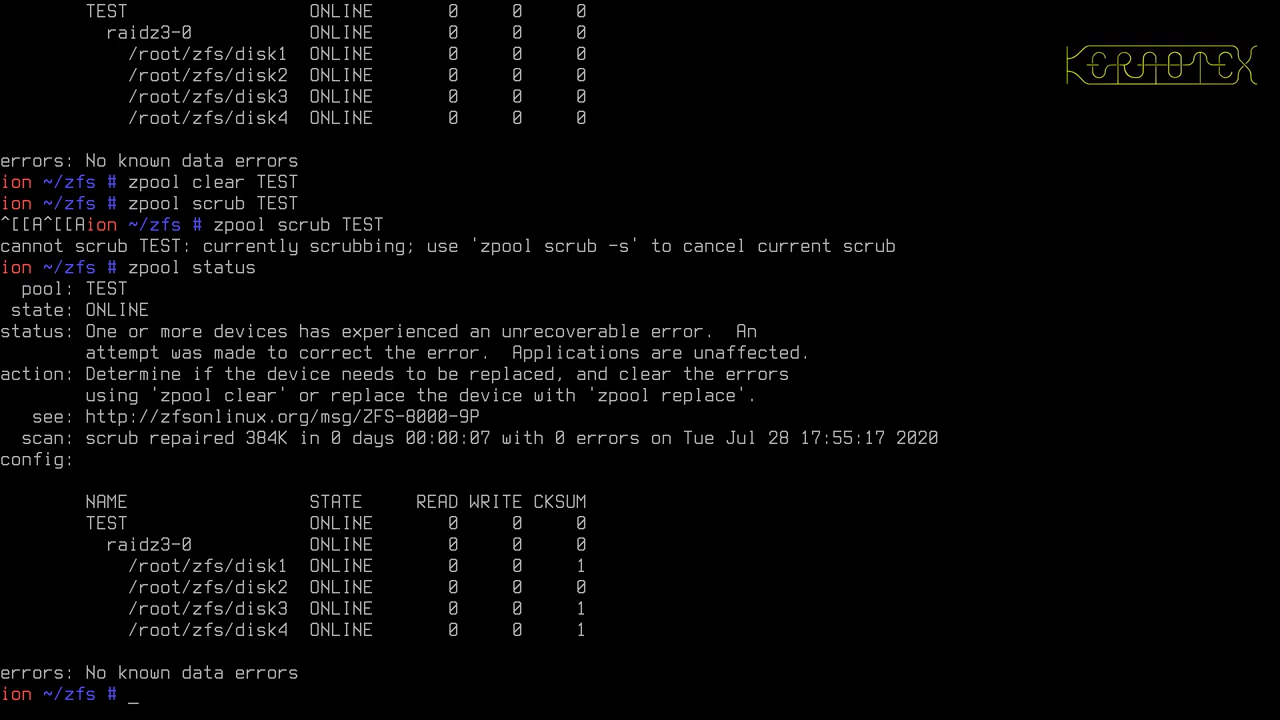 TEST ONLINE 0 0 0
raidz3-0 ONLINE 0 0 0
/root/zfs/disk1 ONLINE 0 0 0
/root/zfs/disk2 ONLINE 0 0 0
/root/zfs/disk3 ONLINE 0 0 0
/root/zfs/disk4 ONLINE 0 0 0
KERAOTEX
errors: No known data errors
ion ~/zfs # zpool clear TEST
ion ~/zfs # zpool scrub TEST
^[[A^[[Aion ~/zfs # zpool scrub TEST
cannot scrub TEST: currently scrubbing; use 'zpool scrub -s' to cancel current scrub
ion ~/zfs # zpool status
pool: TEST
state: ONLINE
status: One or more devices has experienced an unrecoverable error. An
attempt was made to correct the error. Applications are unaffected.
action: Determine if the device needs to be replaced, and clear the errors
using 'zpool clear' or replace the device with 'zpool replace'.
see: http://zfsonlinux.org/msg/ZFS-8000-9P
scan: scrub repaired 384K in 0 days 00:00:07 with 0 errors on Tue Jul 28 17:55:17 2020
config:
NAME STATE READ WRITE CKSUM
TEST ONLINE 0 0 0
raidz3-0 ONLINE 0 0 0
/root/zfs/disk1 ONLINE 0 0 1
/root/zfs/disk2 ONLINE 0 0 0
/root/zfs/disk3 ONLINE 0 0 1
/root/zfs/disk4 ONLINE 0 0 1
errors: No known data errors
ion ~/zfs # _